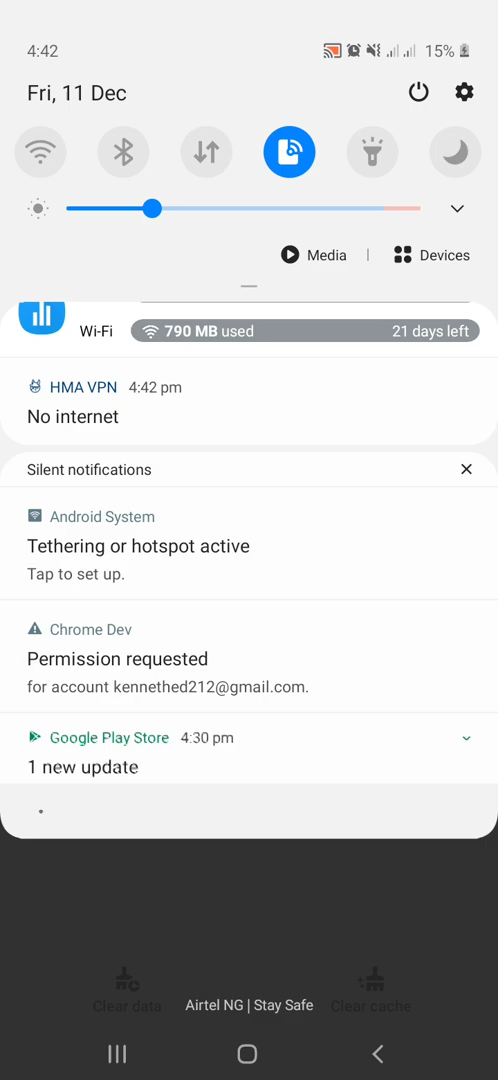 4:42
15%
Fri, 11 Dec
Media | Devices
Wi-Fi 790 MB used 21 days left
HMA VPN 4:42 pm
No internet
Silent notifications
Android System
Tethering or hotspot active
Tap to set up.
Chrome Dev
Permission requested
for account kennethed212@gmail.com.
Google Play Store 4:30 pm
1 new update
Clear data
Airtel NG | Stay Safe
Clear cache